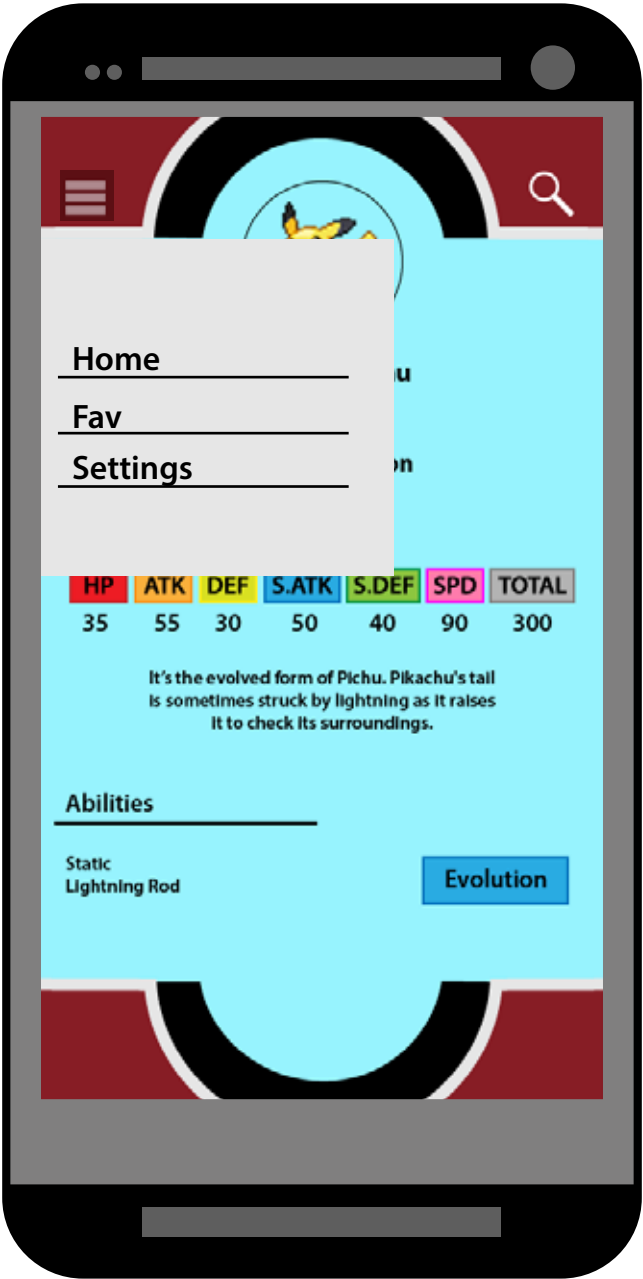 Home
u
Fav
Settings
on
HP ATK DEF S.ATK S.DEF SPD TOTAL
35 55 30 50 40 90 300
It's the evolved form of Pichu. Pikachu's tail
is sometimes struck by lightning as it raises
it to check its surroundings.
Abilities
Static
Lightning Rod
Evolution